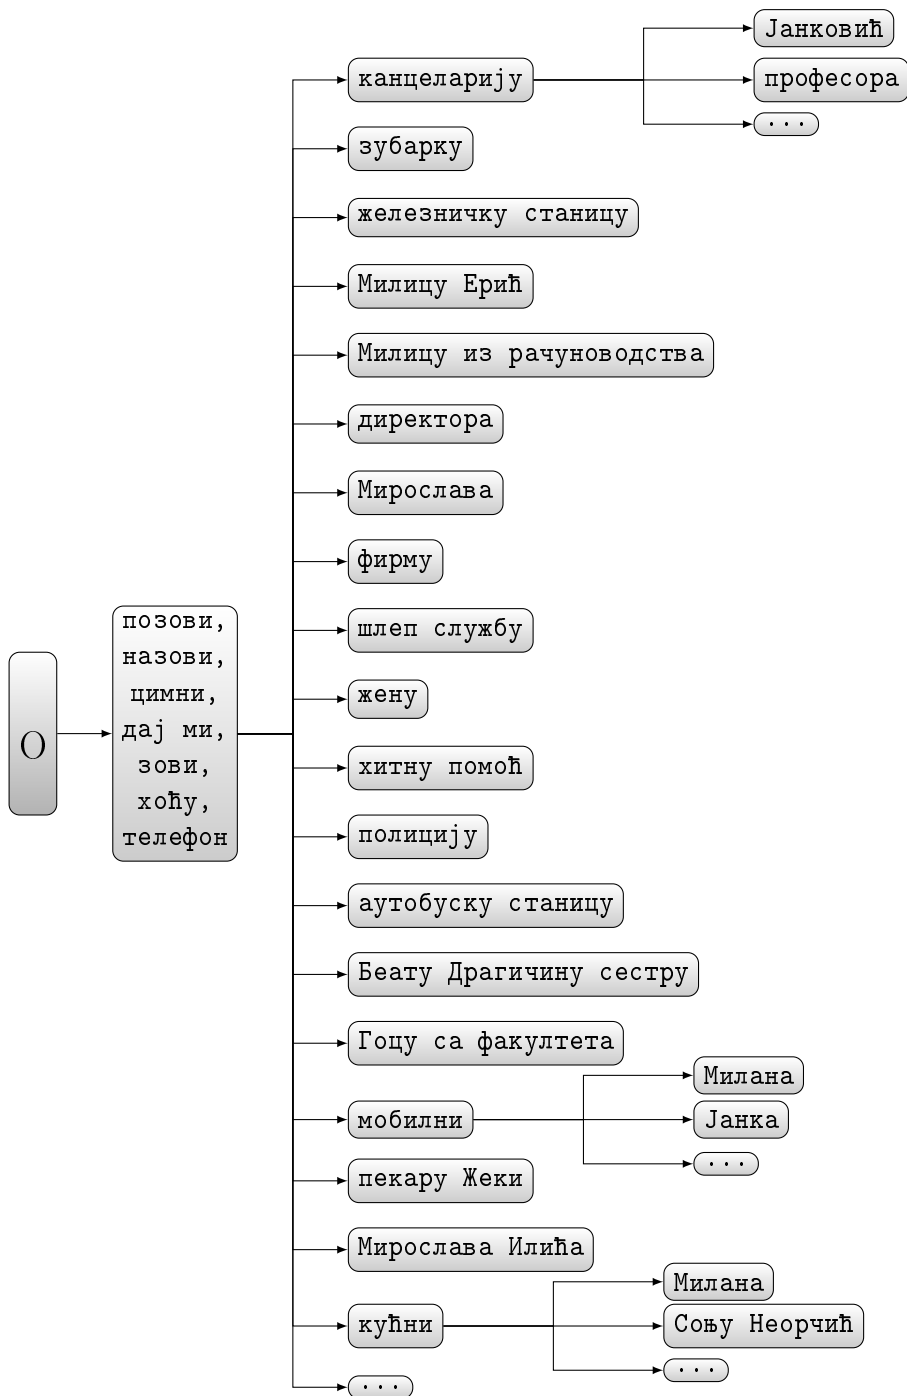 Јанковић
канцеларију
професора
...
зубарку
железничку станицу
Милицу Ерић
Милицу из рачуноводства
директора
Мирослава
фирму
шлеп службу
жену
хитну помоћ
полицију
аутобуску станицу
Беату Драгичину сестру
Гоцу са факултета
О
позови,
назови,
цимни,
дај ми,
зови,
хоћу,
телефон
Милана
мобилни
Јанка
...
пекару Жеки
Мирослава Илића
Милана
кућни
Соњу Неорчић
...
...